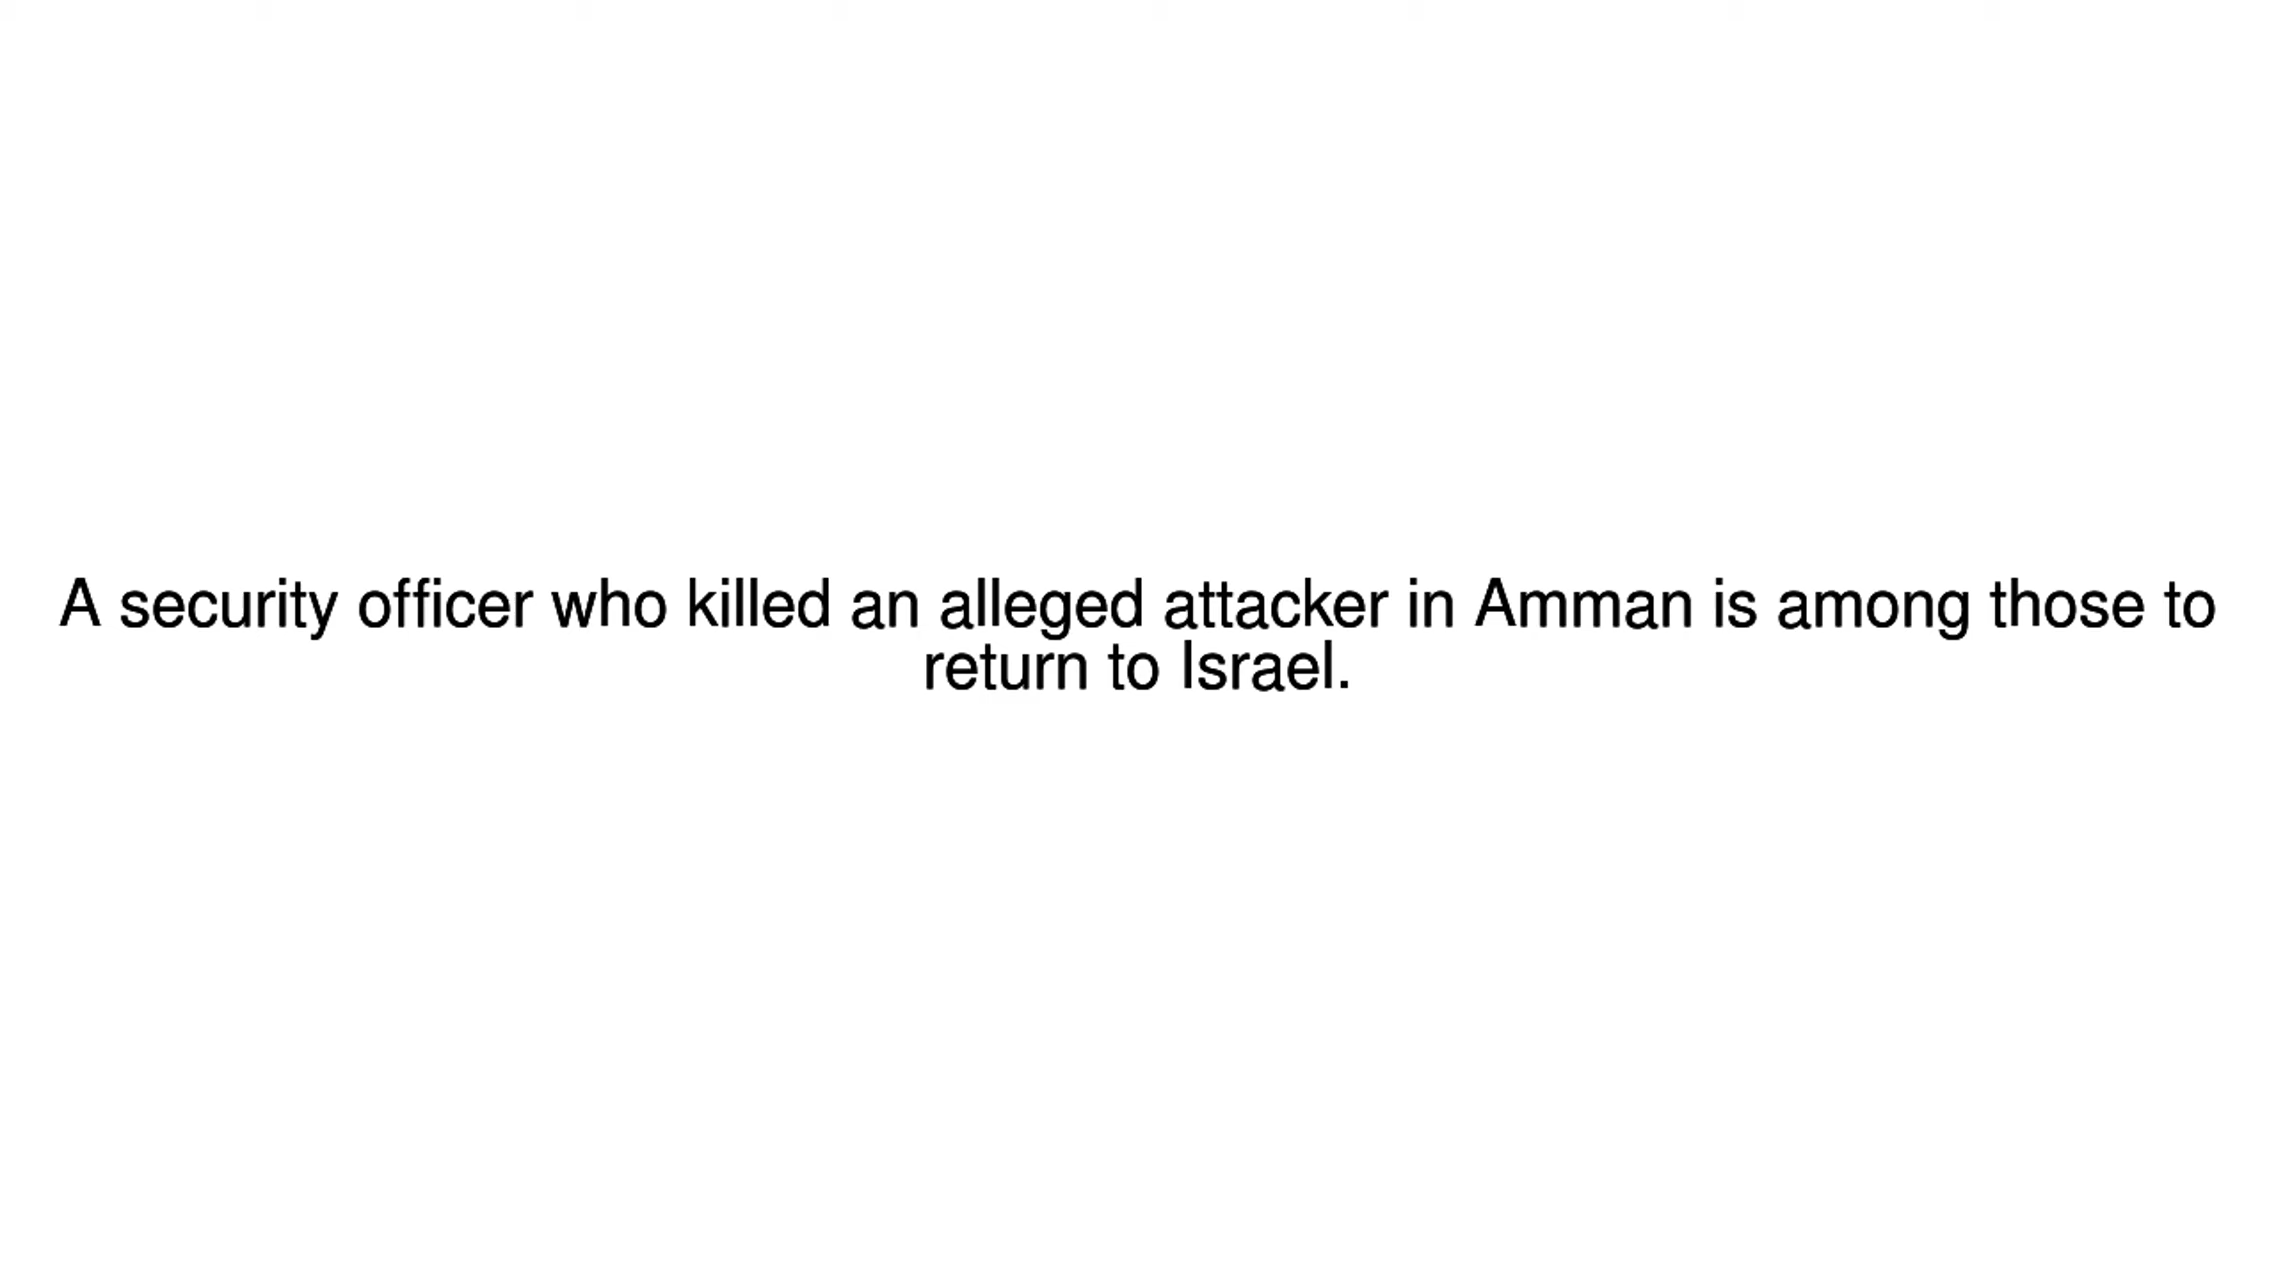 A security officer who killed an alleged attacker in Amman is among those to
return to Israel.